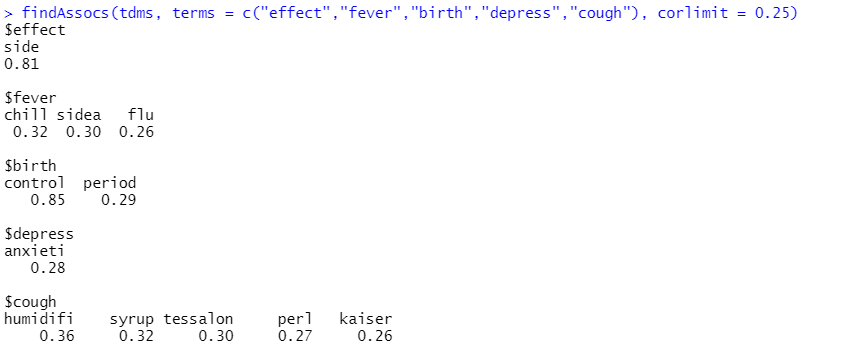 > findAssocs(tdms, terms = c("effect","fever","birth","depress","cough"), corlimit = 0.25)
$effect
side
0.81
$fever
chill sidea flu
0.32 0.30 0.26
$birth
control period
0.85 0.29
$depress
anxieti
0.28
$cough
humidifi syrup tessalon perl kaiser
0.36 0.32 0.30 0.27 0.26